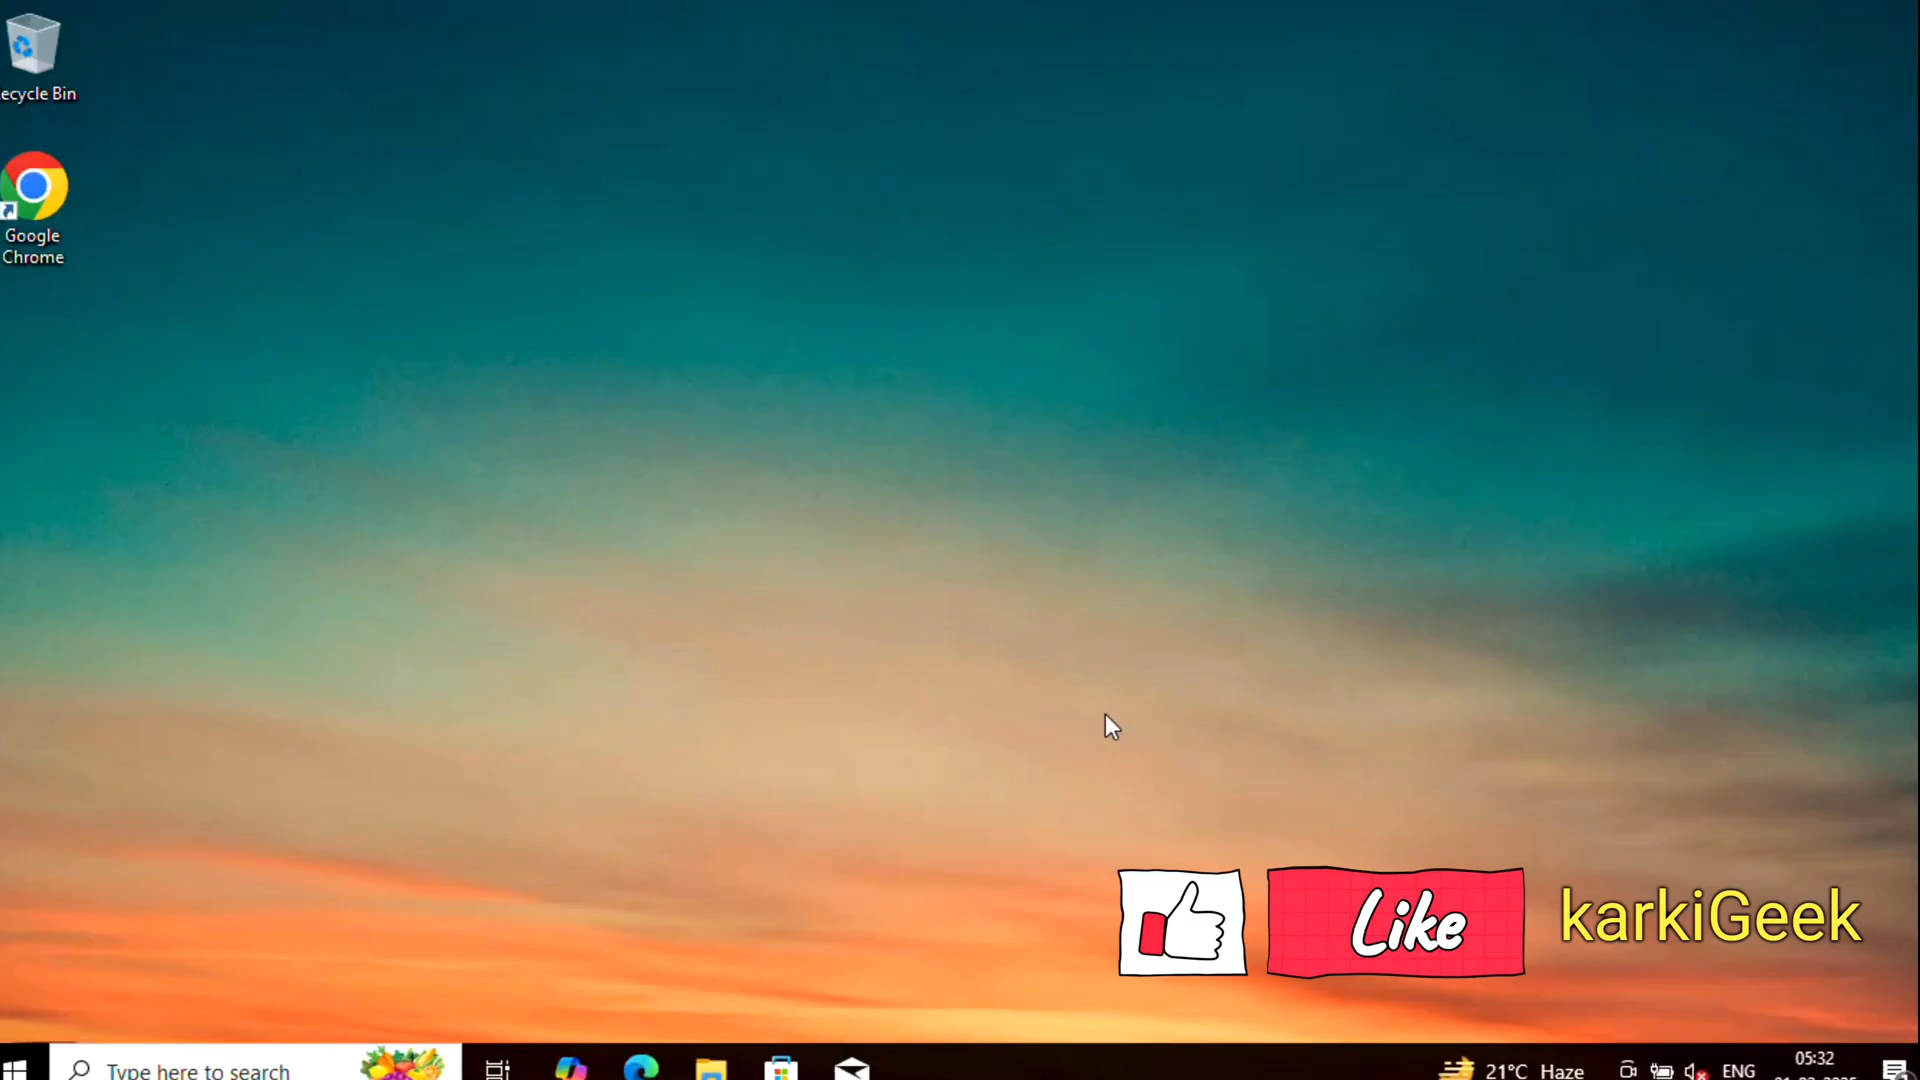 ecycle Bin
Google
Chrome
Like
karkiGeek
Type here to search
21°C Haze
ENG
05:32